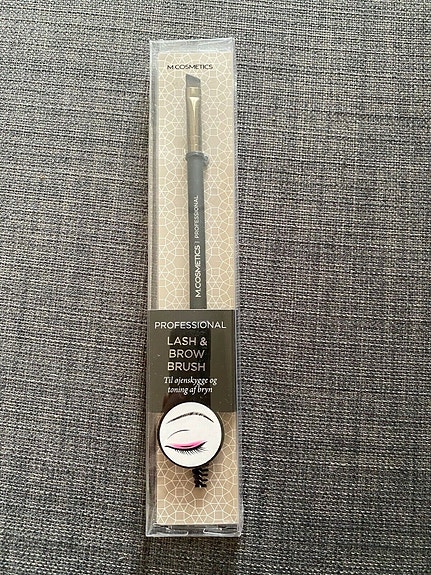 M.COSMETICS
M.COSMETICS | PROFESSIONAL
PROFESSIONAL
LASH &
BROW
BRUSH
Til øjenskygge og
toning af bryn